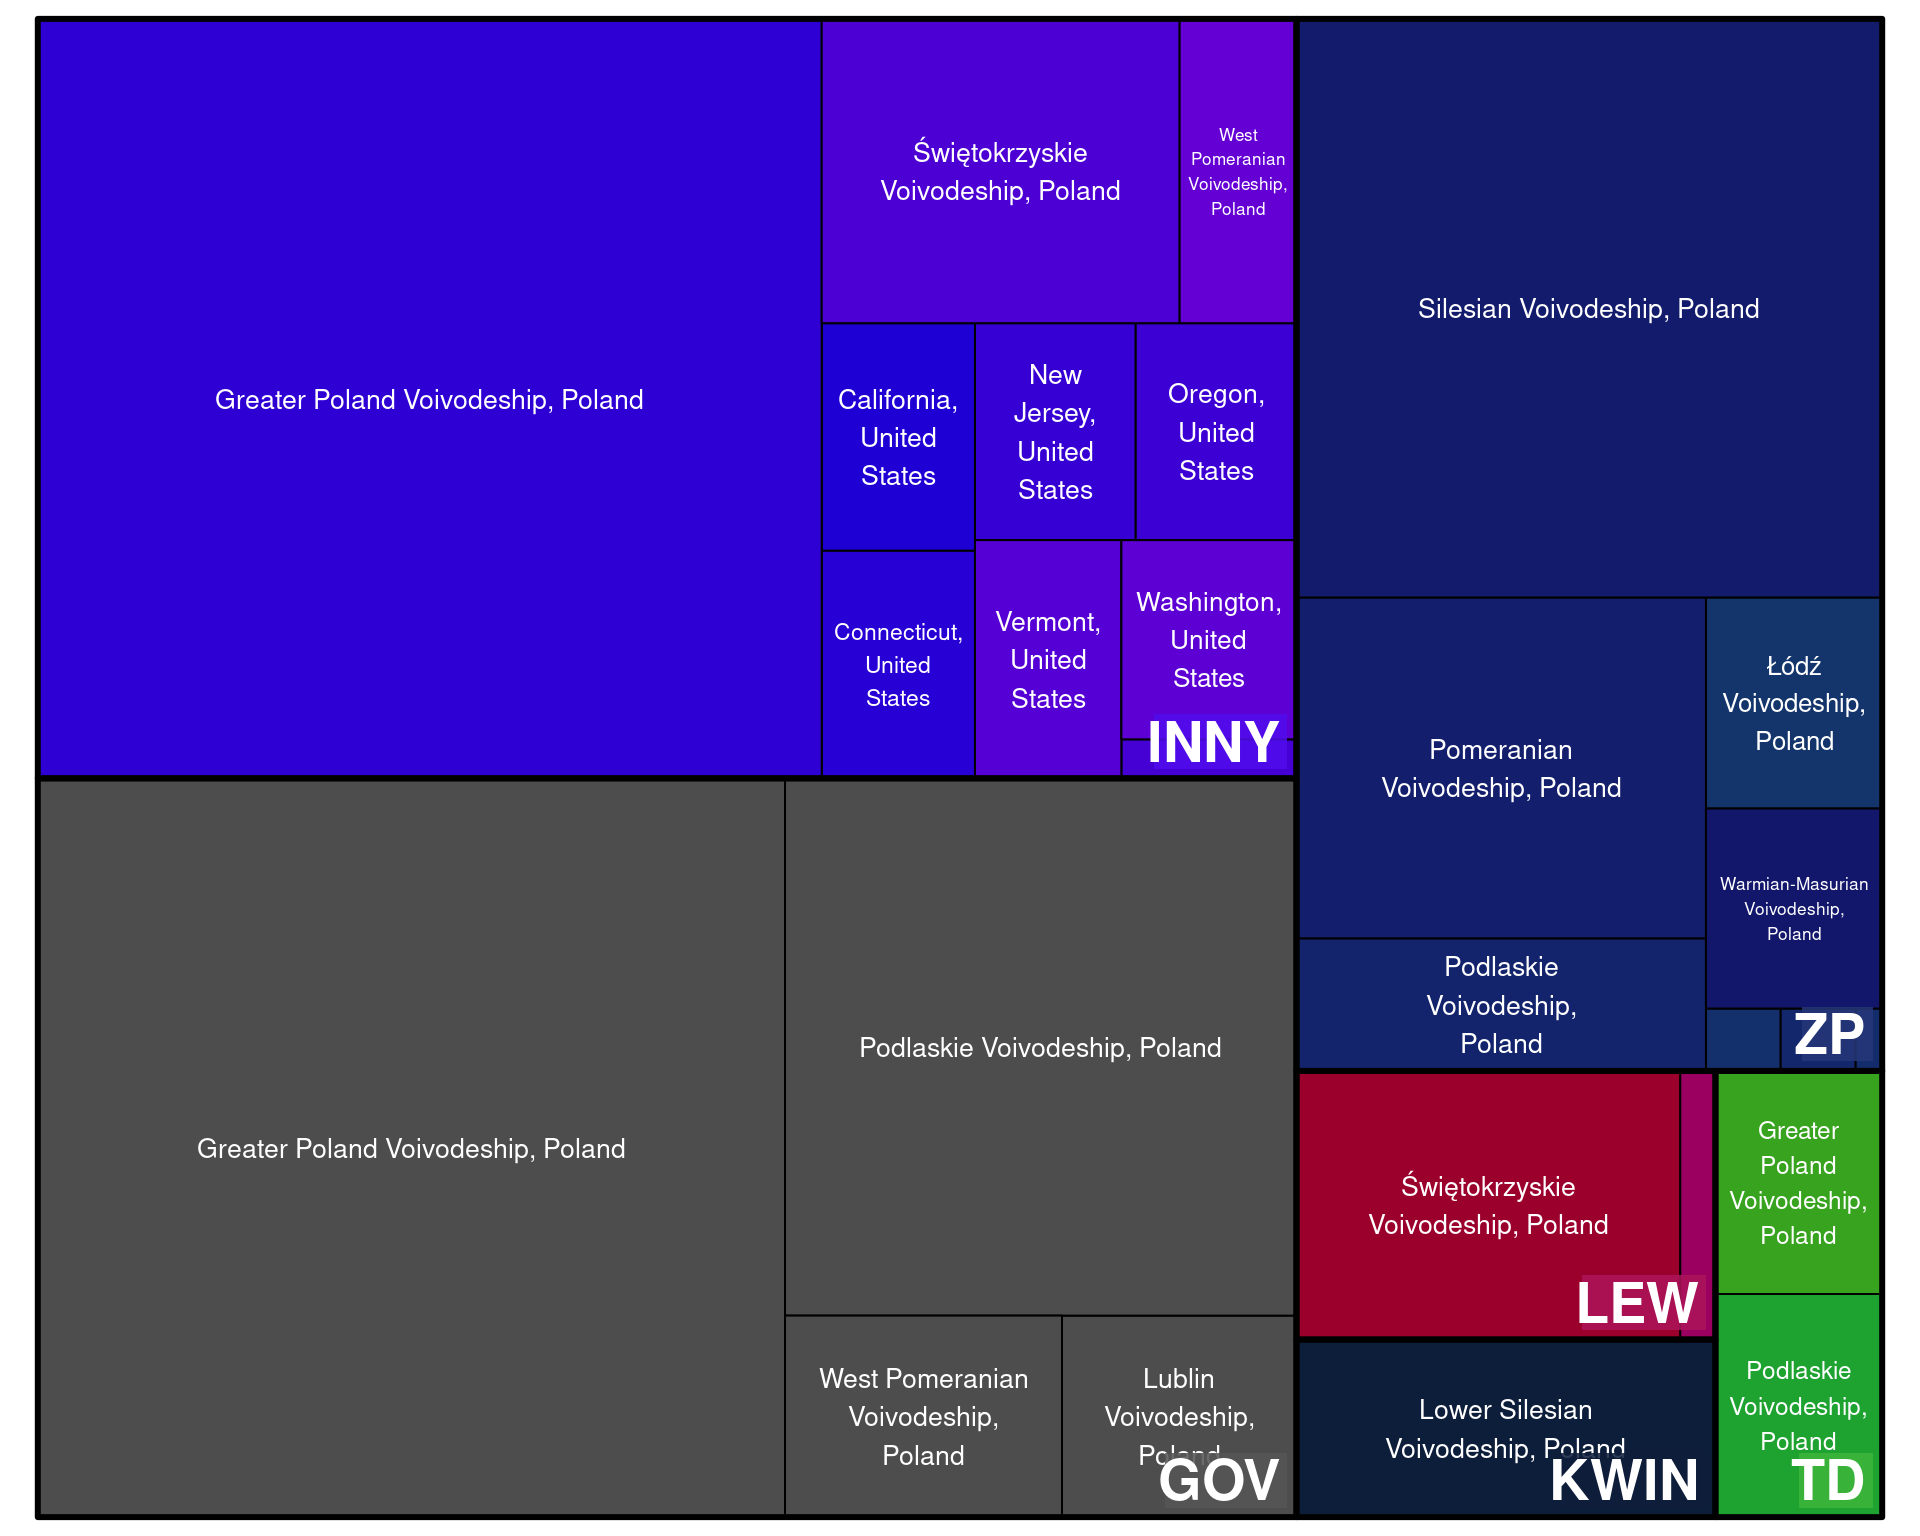 Greater Poland Voivodeship, Poland
Świętokrzyskie
Voivodeship, Poland
West
Pomeranian
Voivodeship,
Poland
California,
United
States
New
Jersey,
United
States
Oregon,
United
States
Connecticut,
United
States
Vermont,
United
States
Washington,
United
States
INNY
Silesian Voivodeship, Poland
Pomeranian
Voivodeship, Poland
Łódź
Voivodeship,
Poland
Warmian-Masurian
Voivodeship,
Poland
Podlaskie
Voivodeship,
Poland
ZP
Greater Poland Voivodeship, Poland
Podlaskie Voivodeship, Poland
West Pomeranian
Voivodeship,
Poland
Lublin
Voivodeship,
Poland
GOV
Świętokrzyskie
Voivodeship, Poland
LEW
Lower Silesian
Voivodeship, Poland
KWIN
Greater
Poland
Voivodeship,
Poland
Podlaskie
Voivodeship,
Poland
TD